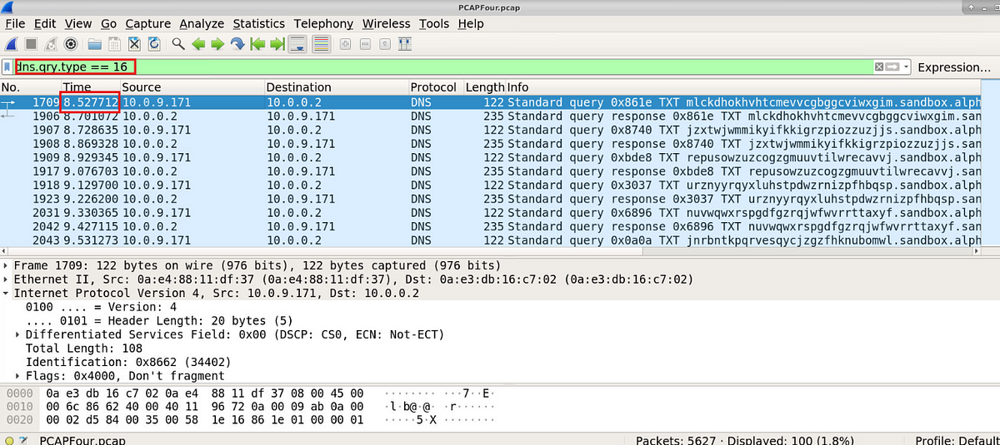 PCAPFour.pcap
File Edit View Go Capture Analyze Statistics Telephony Wireless Tools Help
dns.qry.type == 16 Expression…
No. Time Source Destination Protocol Length Info
1709 8.527712 10.0.9.171 10.0.0.2 DNS 122 Standard query 0x861e TXT mlckdhokhvhtcmevvcgbggcviwxgim.sandbox.alph
1906 8.701072 10.0.0.2 10.0.9.171 DNS 235 Standard query response 0x861e TXT mlckdhokhvhtcmevvcgbggcviwxgim.san
1907 8.728635 10.0.9.171 10.0.0.2 DNS 122 Standard query 0x8740 TXT jzxtwjwmmikyifkkigrzpiozzuzjjs.sandbox.alph
1908 8.869328 10.0.0.2 10.0.9.171 DNS 235 Standard query response 0x8740 TXT jzxtwjwmmikyifkkigrzpiozzuzjjs.san
1909 8.929345 10.0.9.171 10.0.0.2 DNS 122 Standard query 0xbde8 TXT repusowzuzcogzgmuuvtilwrecavvj.sandbox.alph
1917 9.076703 10.0.0.2 10.0.9.171 DNS 235 Standard query response 0xbde8 TXT repusowzuzcogzgmuuvtilwrecavvj.san
1918 9.129700 10.0.9.171 10.0.0.2 DNS 122 Standard query 0x3037 TXT urznyyrqyxluhstpdwzrnizpfhbqsp.sandbox.alph
1923 9.226200 10.0.0.2 10.0.9.171 DNS 235 Standard query response 0x3037 TXT urznyyrqyxluhstpdwzrnizpfhbqsp.san
2031 9.330365 10.0.9.171 10.0.0.2 DNS 122 Standard query 0x6896 TXT nuvwqwxrspgdfgzrqjwfwvrrttaxyf.sandbox.alph
2042 9.427115 10.0.0.2 10.0.9.171 DNS 235 Standard query response 0x6896 TXT nuvwqwxrspgdfgzrqjwfwvrrttaxyf.san
2043 9.531273 10.0.9.171 10.0.0.2 DNS 122 Standard query 0x0a0a TXT jnrbntkpqrvesqycjzgzfhknubomwl.sandbox.alph
Frame 1709: 122 bytes on wire (976 bits), 122 bytes captured (976 bits)
Ethernet II, Src: 0a:e4:88:11:df:37 (0a:e4:88:11:df:37), Dst: 0a:e3:db:16:c7:02 (0a:e3:db:16:c7:02)
Internet Protocol Version 4, Src: 10.0.9.171, Dst: 10.0.0.2
0100 .... = Version: 4
.... 0101 = Header Length: 20 bytes (5)
Differentiated Services Field: 0x00 (DSCP: CS0, ECN: Not-ECT)
Total Length: 108
Identification: 0x8662 (34402)
Flags: 0x4000, Don't fragment
0000 0a e3 db 16 c7 02 0a e4 88 11 df 37 08 00 45 00 ········ ···7··E·
0010 00 6c 86 62 40 00 40 11 96 72 0a 00 09 ab 0a 00 ·l·b@·@· ·r······
0020 00 02 d5 84 00 35 00 58 1e 16 86 1e 01 00 00 01 ·····5·X ········
PCAPFour.pcap Packets: 5627 · Displayed: 100 (1.8%) Profile: Default